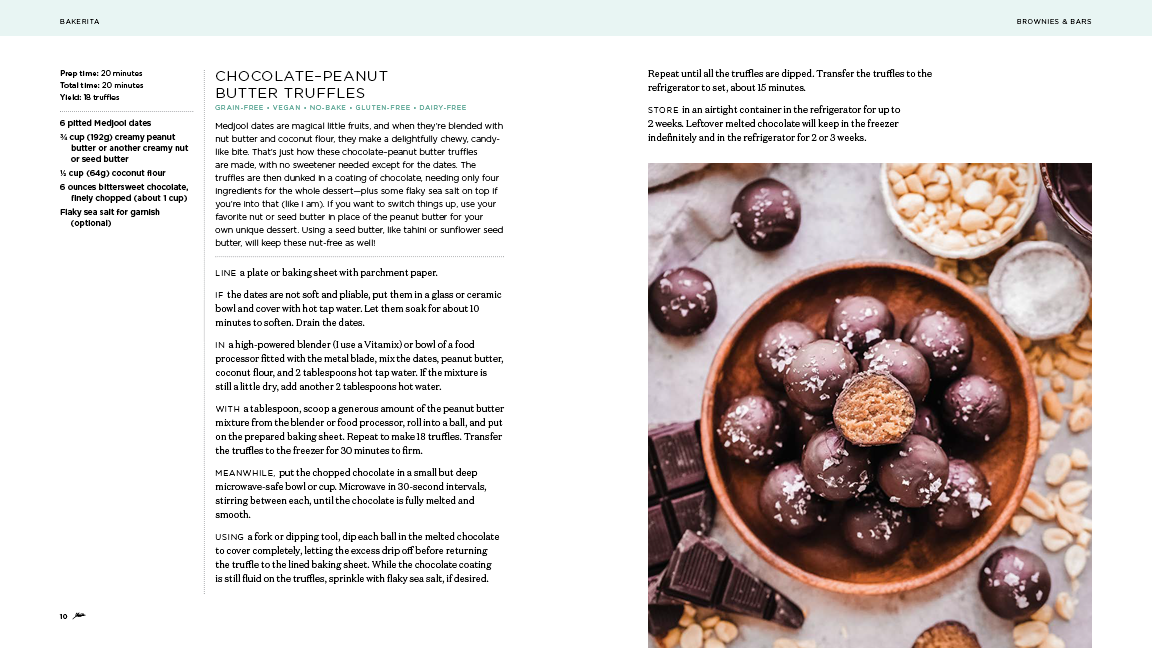 BAKERITA
BROWNIES & BARS
Prep time: 20 minutes
Total time: 20 minutes
Yield: 18 truffles
6 pitted Medjool dates
¾ cup (192g) creamy peanut
butter or another creamy nut
or seed butter
½ cup (64g) coconut flour
6 ounces bittersweet chocolate,
finely chopped (about 1 cup)
Flaky sea salt for garnish
(optional)
CHOCOLATE–PEANUT
BUTTER TRUFFLES
GRAIN-FREE • VEGAN • NO-BAKE • GLUTEN-FREE • DAIRY-FREE
Medjool dates are magical little fruits, and when they're blended with
nut butter and coconut flour, they make a delightfully chewy, candy-
like bite. That's just how these chocolate–peanut butter truffles
are made, with no sweetener needed except for the dates. The
truffles are then dunked in a coating of chocolate, needing only four
ingredients for the whole dessert—plus some flaky sea salt on top if
you're into that (like I am). If you want to switch things up, use your
favorite nut or seed butter in place of the peanut butter for your
own unique dessert. Using a seed butter, like tahini or sunflower seed
butter, will keep these nut-free as well!
LINE a plate or baking sheet with parchment paper.
IF the dates are not soft and pliable, put them in a glass or ceramic
bowl and cover with hot tap water. Let them soak for about 10
minutes to soften. Drain the dates.
IN a high-powered blender (I use a Vitamix) or bowl of a food
processor fitted with the metal blade, mix the dates, peanut butter,
coconut flour, and 2 tablespoons hot tap water. If the mixture is
still a little dry, add another 2 tablespoons hot water.
WITH a tablespoon, scoop a generous amount of the peanut butter
mixture from the blender or food processor, roll into a ball, and put
on the prepared baking sheet. Repeat to make 18 truffles. Transfer
the truffles to the freezer for 30 minutes to firm.
MEANWHILE, put the chopped chocolate in a small but deep
microwave-safe bowl or cup. Microwave in 30-second intervals,
stirring between each, until the chocolate is fully melted and
smooth.
USING a fork or dipping tool, dip each ball in the melted chocolate
to cover completely, letting the excess drip off before returning
the truffle to the lined baking sheet. While the chocolate coating
is still fluid on the truffles, sprinkle with flaky sea salt, if desired.
10
Repeat until all the truffles are dipped. Transfer the truffles to the
refrigerator to set, about 15 minutes.
STORE in an airtight container in the refrigerator for up to
2 weeks. Leftover melted chocolate will keep in the freezer
indefinitely and in the refrigerator for 2 or 3 weeks.